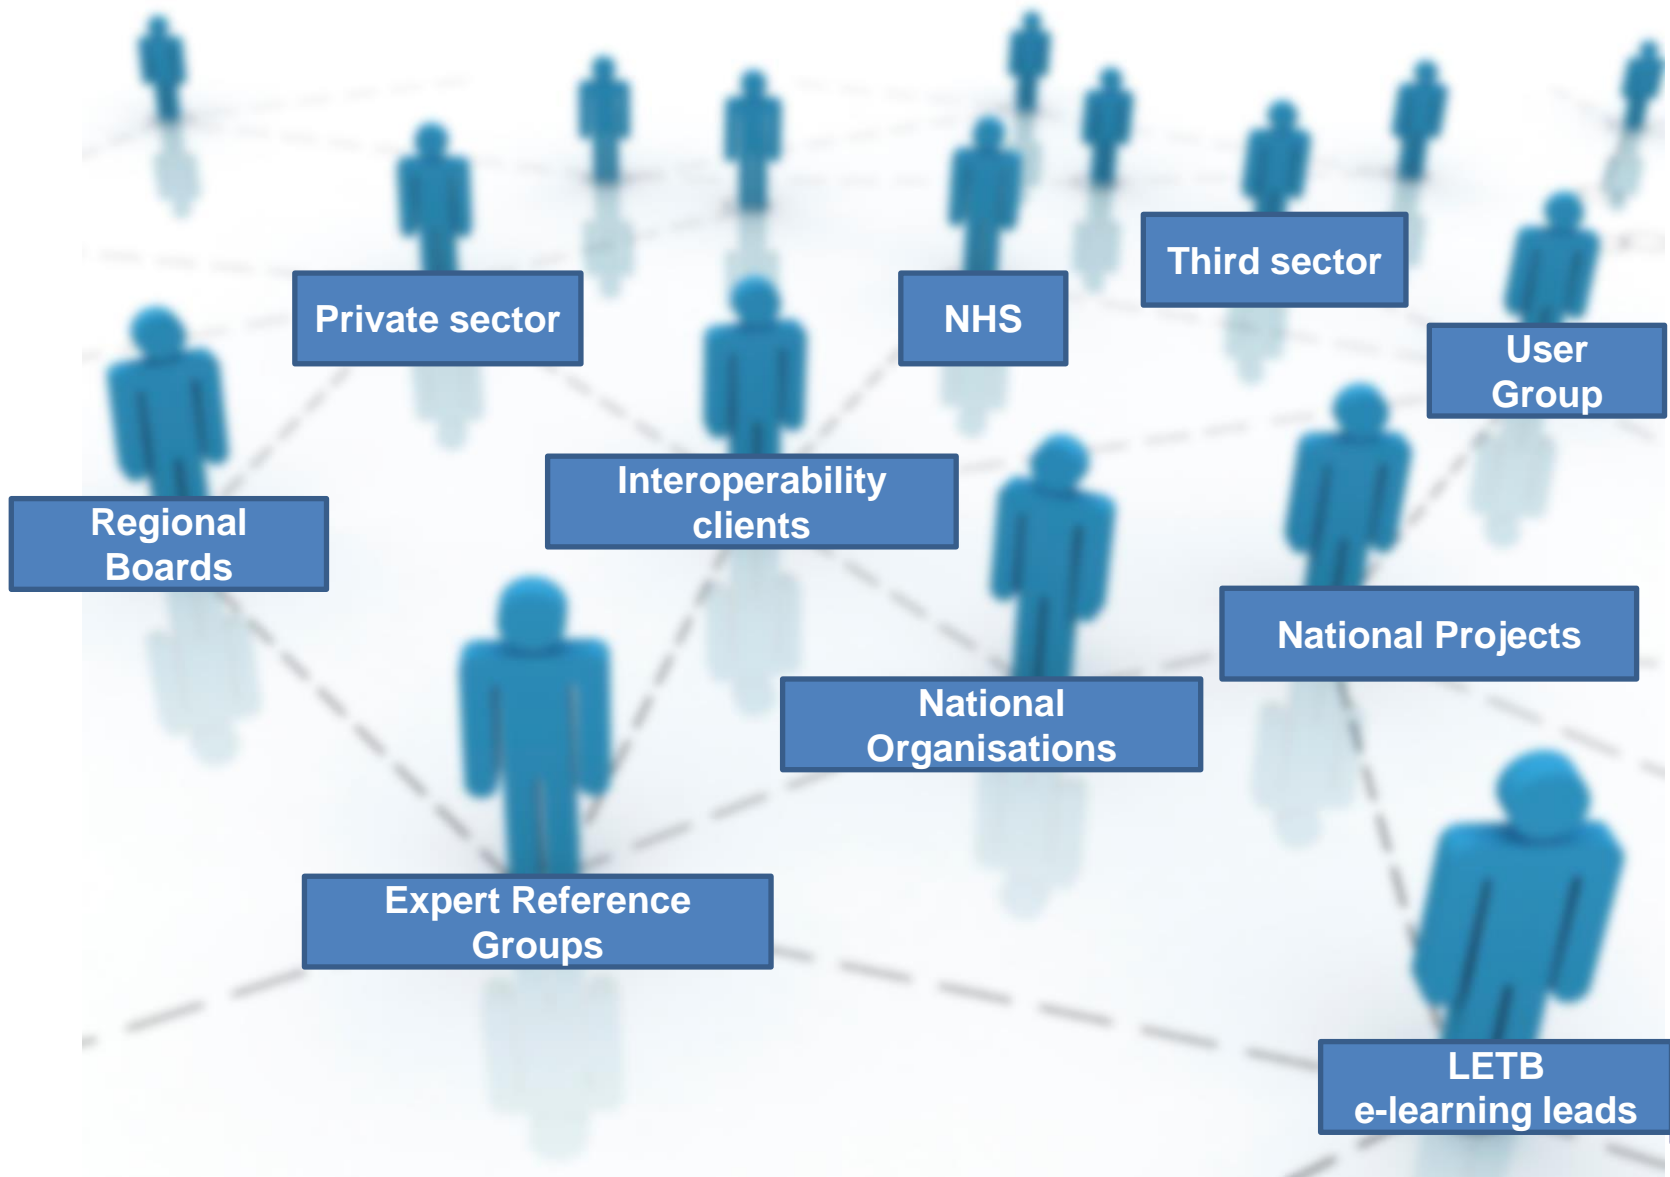 Third sector
Private sector
NHS
User
Group
Interoperability
clients
Regional
Boards
National Projects
National
Organisations
Expert Reference
Groups
LETB
e-learning leads